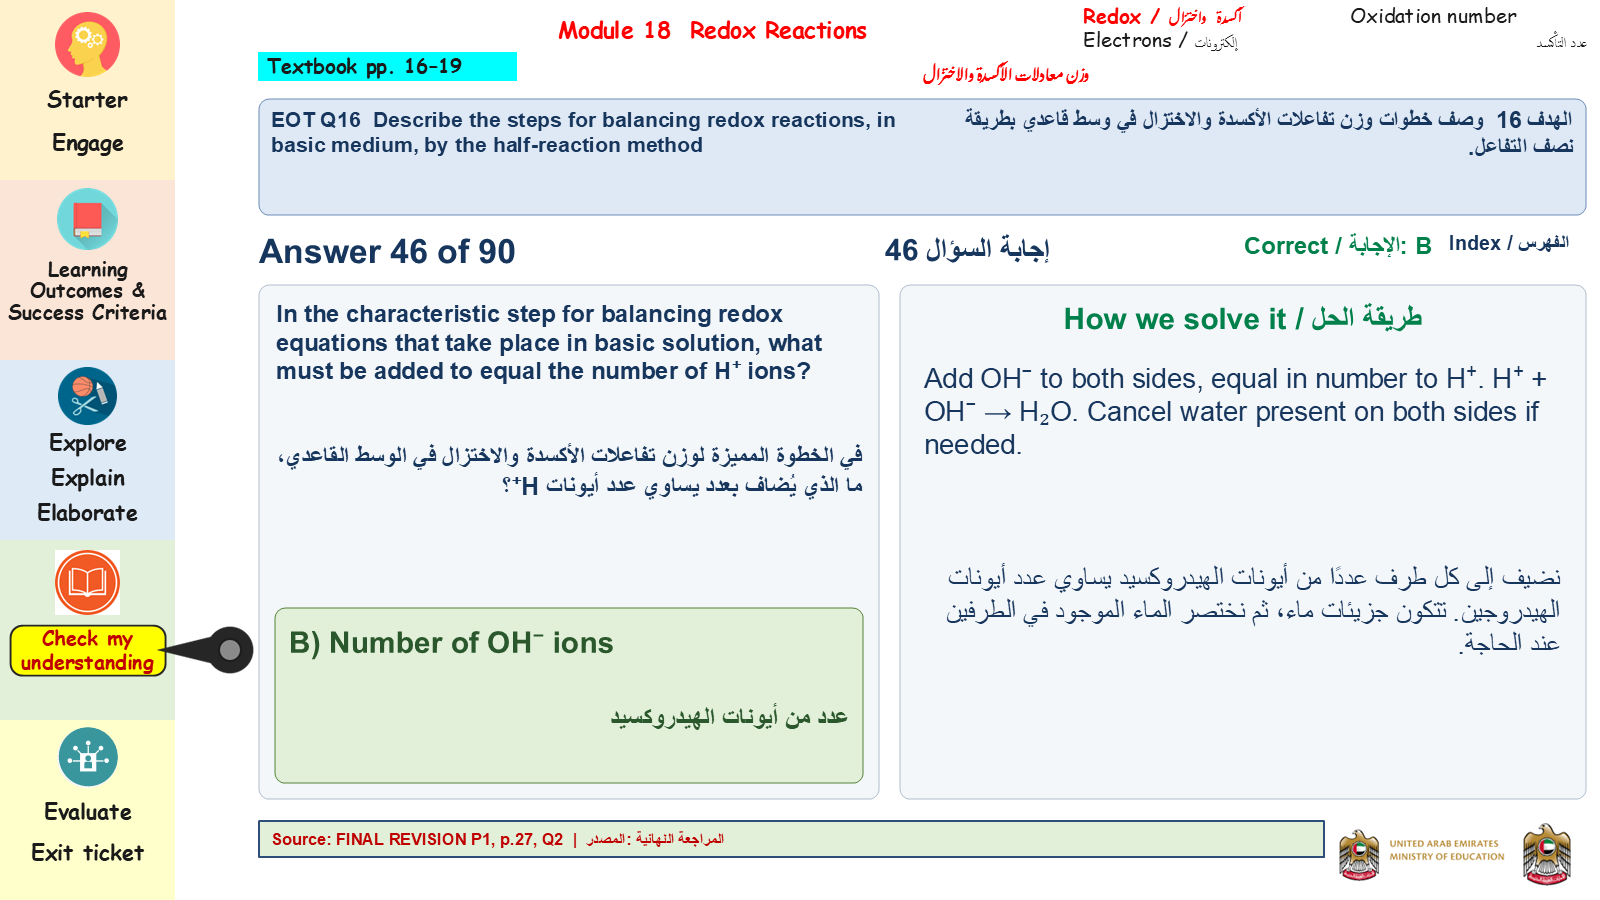 Starter
Engage
Learning
Outcomes &
Success Criteria
Explore
Explain
Elaborate
Check my
understanding
Evaluate
Exit ticket
Module 18  Redox Reactions
Redox / أكسدة واختزال
Electrons / إلكترونات
Oxidation number
عدد التأكسد
Textbook pp. 16-19
وزن معادلات الأكسدة والاختزال
EOT Q16  Describe the steps for balancing redox reactions, in
basic medium, by the half-reaction method
الهدف 16  وصف خطوات وزن تفاعلات الأكسدة والاختزال في وسط قاعدي بطريقة
نصف التفاعل.
Answer 46 of 90
إجابة السؤال 46
Correct / الإجابة: B
Index / الفهرس
In the characteristic step for balancing redox
equations that take place in basic solution, what
must be added to equal the number of H⁺ ions?
في الخطوة المميزة لوزن تفاعلات الأكسدة والاختزال في الوسط القاعدي،
ما الذي يُضاف بعدد يساوي عدد أيونات H⁺؟
B) Number of OH⁻ ions
عدد من أيونات الهيدروكسيد
How we solve it / طريقة الحل
Add OH⁻ to both sides, equal in number to H⁺. H⁺ +
OH⁻ → H₂O. Cancel water present on both sides if
needed.
نضيف إلى كل طرف عددًا من أيونات الهيدروكسيد يساوي عدد أيونات
الهيدروجين. تتكون جزيئات ماء، ثم نختصر الماء الموجود في الطرفين
عند الحاجة.
Source: FINAL REVISION P1, p.27, Q2  |  المراجعة النهائية :المصدر
UNITED ARAB EMIRATES
MINISTRY OF EDUCATION